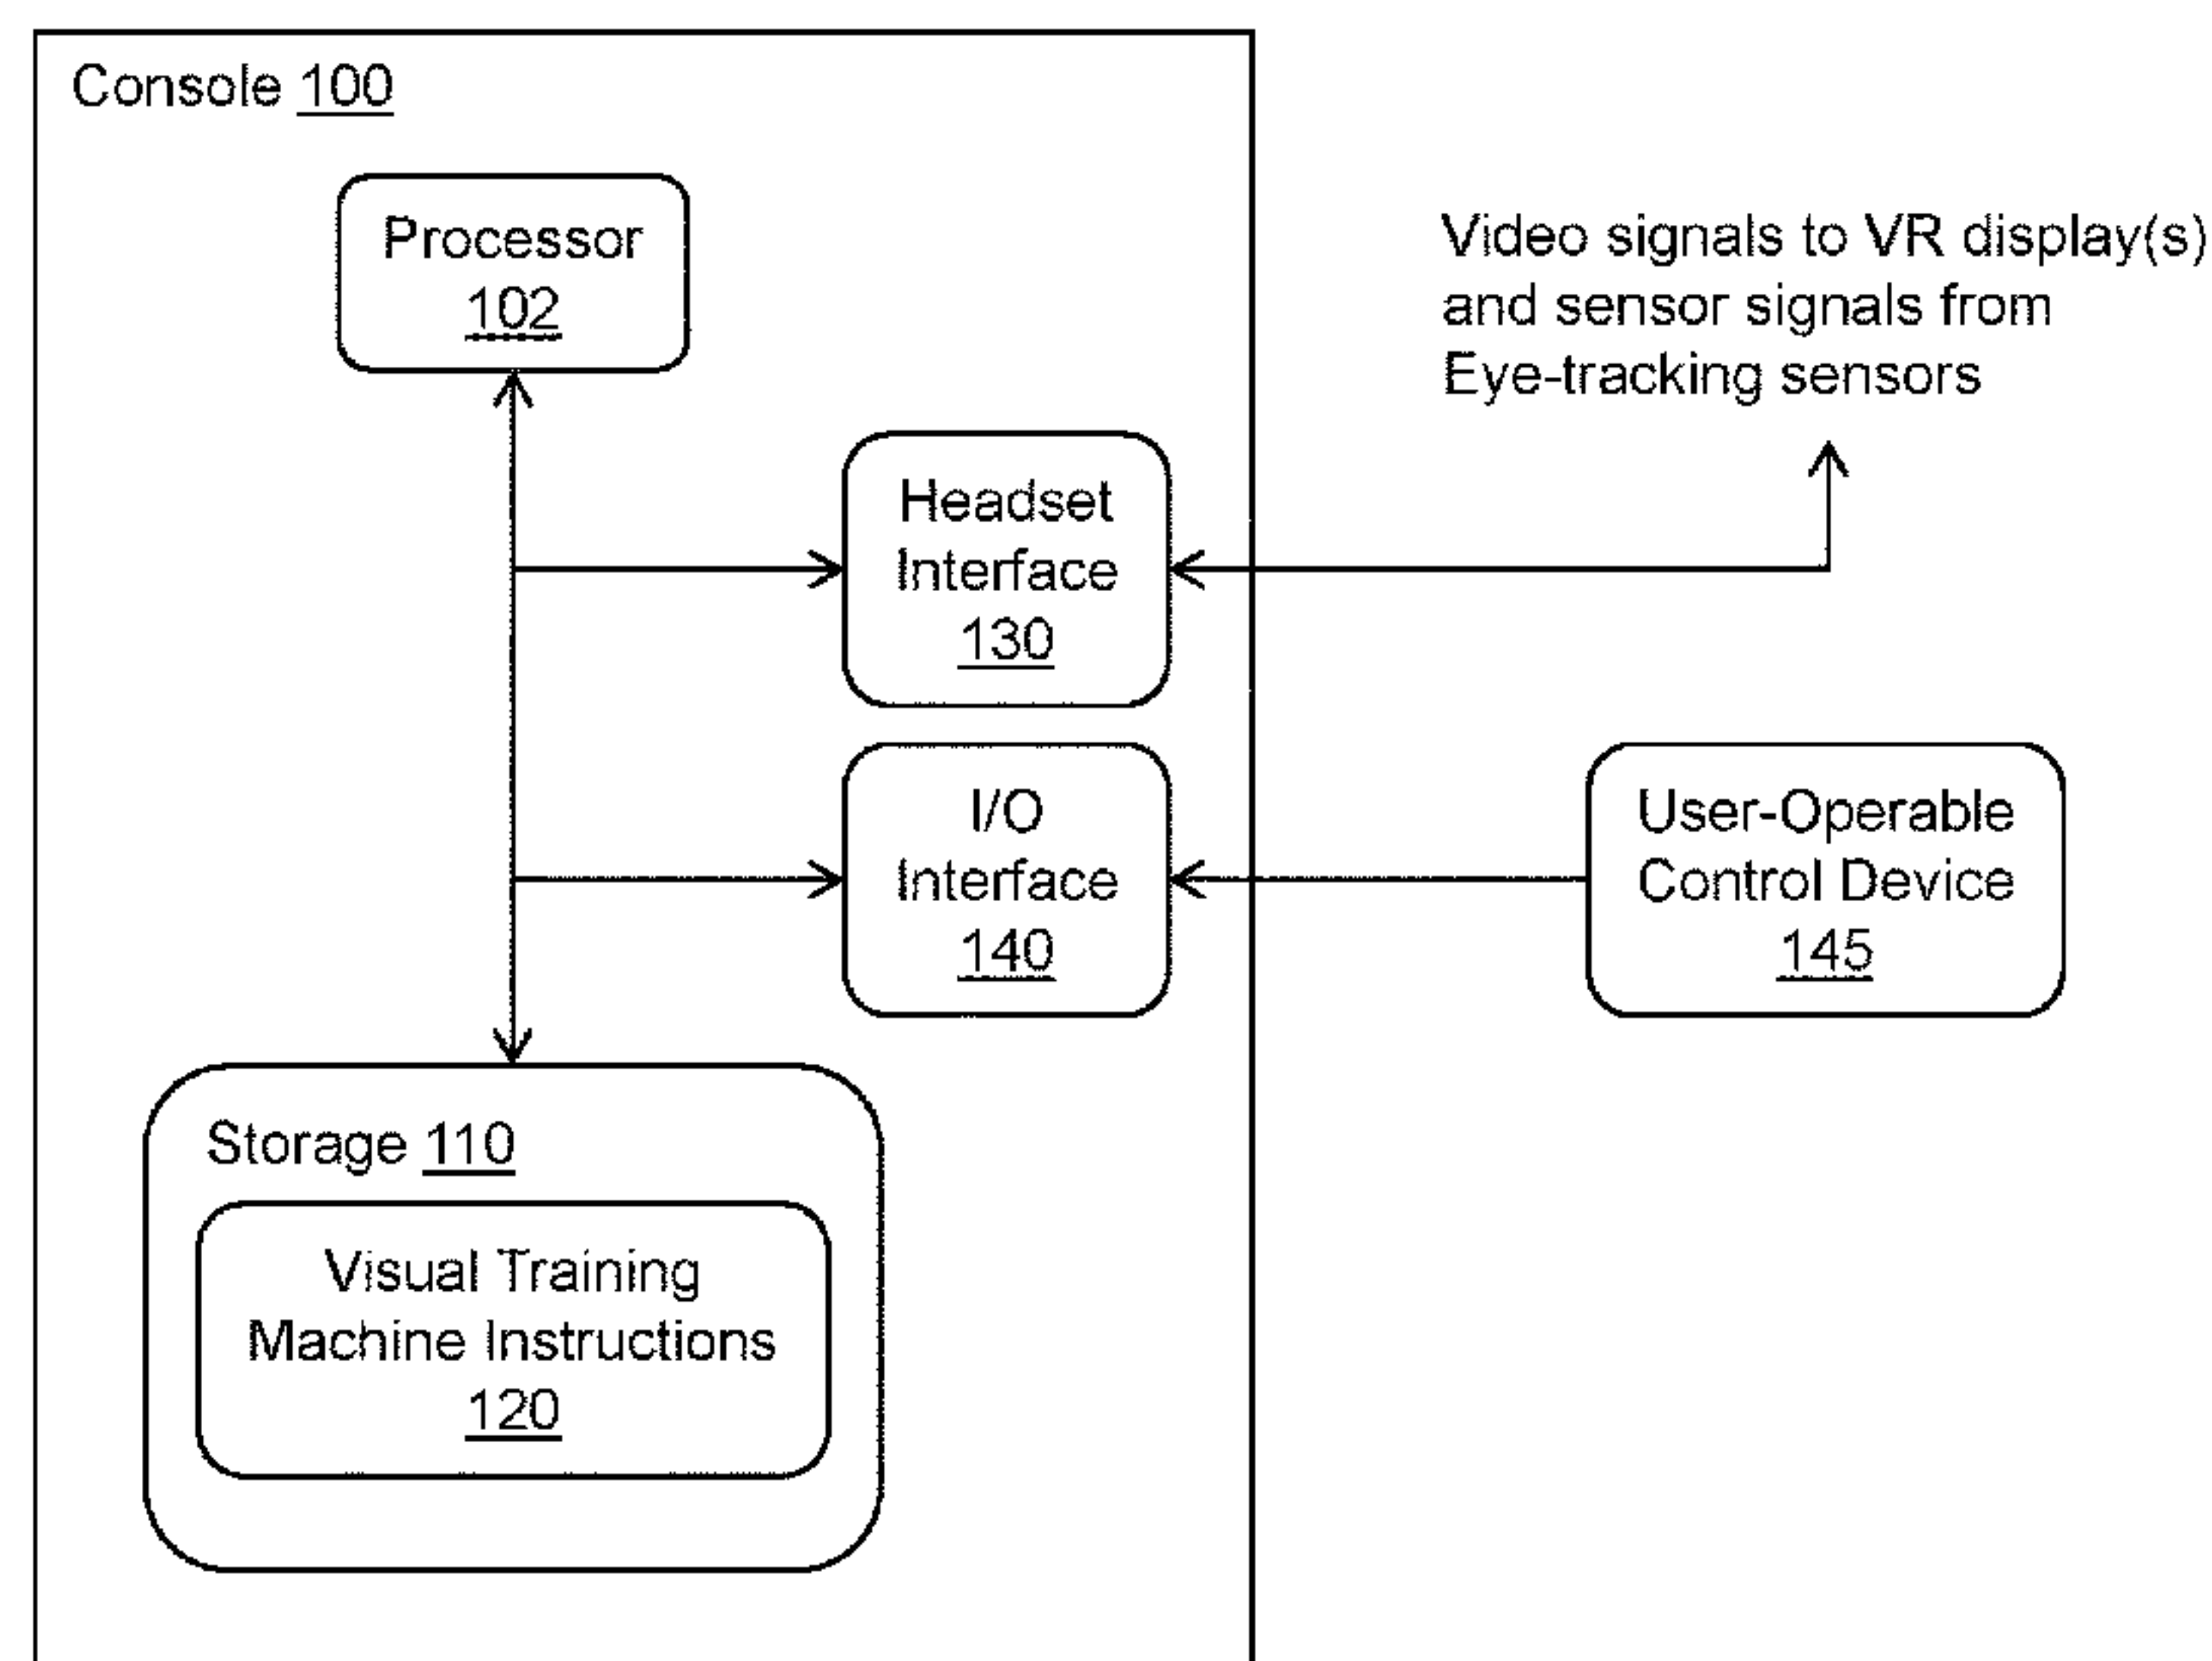 Console 100
Processor
102
Video signals to VR display(s)
and sensor signals from
Eye-tracking sensors
Headset
Interface
130
I/O
Interface
140
User-Operable
Control Device
145
Storage 110
Visual Training
Machine Instructions
120